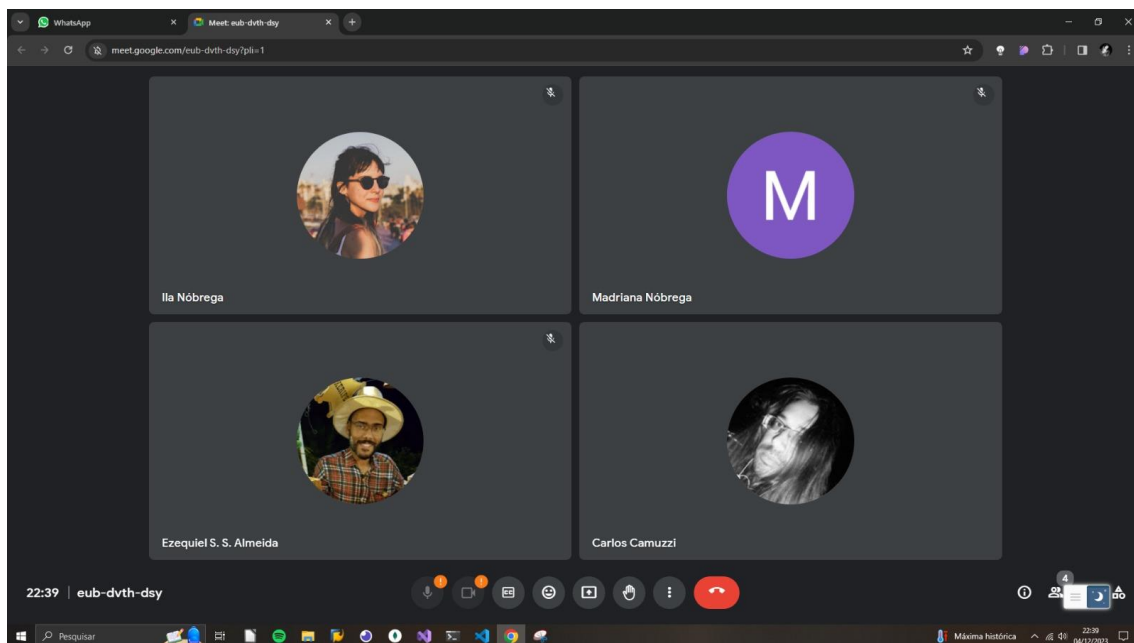 WhatsApp
Meet: eub-dvth-dsy
meet.google.com/eub-dvth-dsy?pli=1
Ila Nóbrega
M
Madriana Nóbrega
Ezequiel S. S. Almeida
Carlos Camuzzi
22:39 | eub-dvth-dsy
4
Pesquisar
Máxima histórica
22:39
04/12/2023